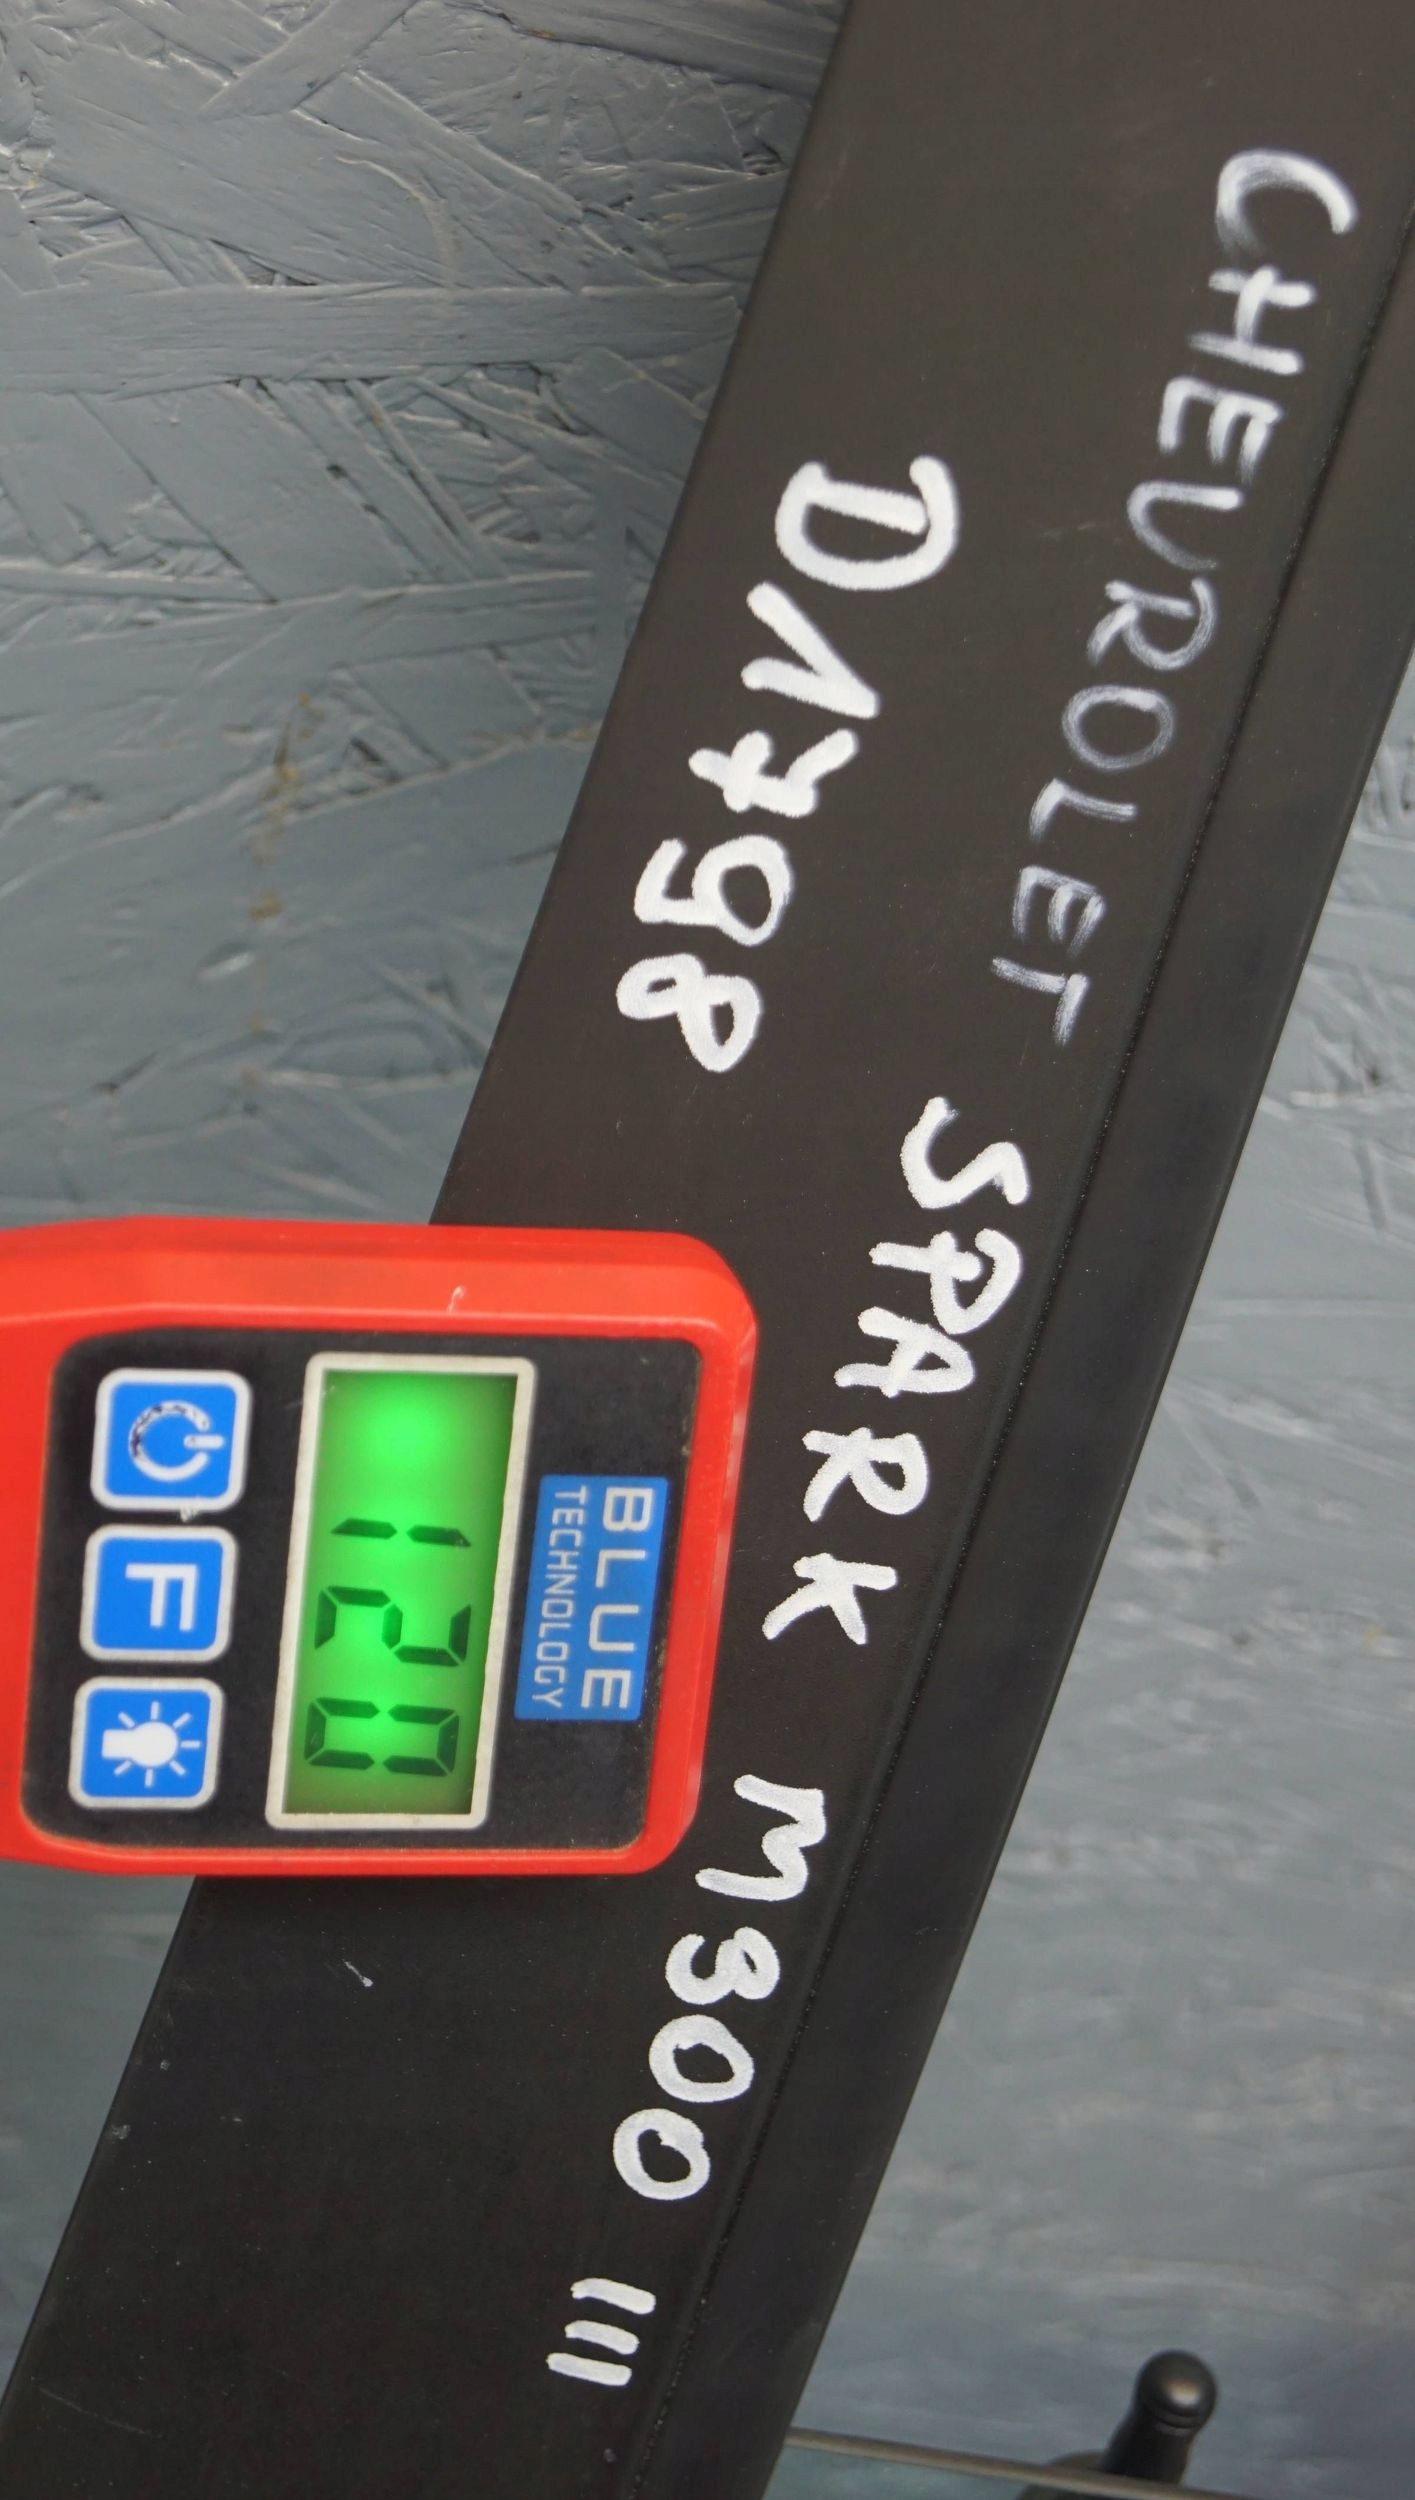 CHEVROLET SPARK M300 III
D1798
BLUE
TECHNOLOGY
120
F